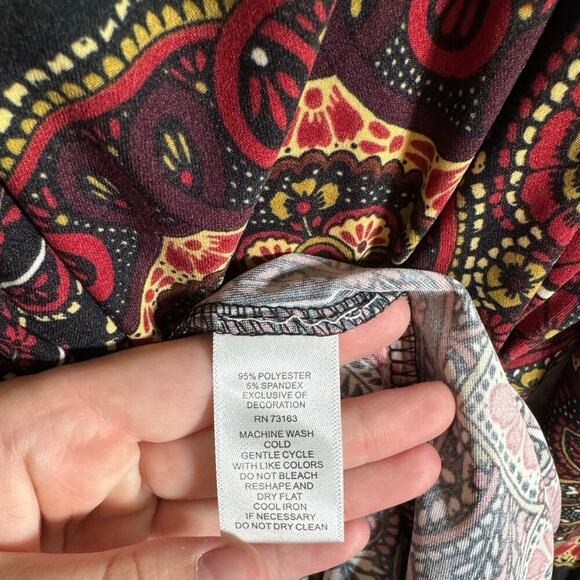 95% POLYESTER
5% SPANDEX
EXCLUSIVE OF
DECORATION
RN 73163
MACHINE WASH
COLD
GENTLE CYCLE
WITH LIKE COLORS
DO NOT BLEACH
RESHAPE AND
DRY FLAT
COOL IRON
IF NECESSARY
DO NOT DRY CLEAN